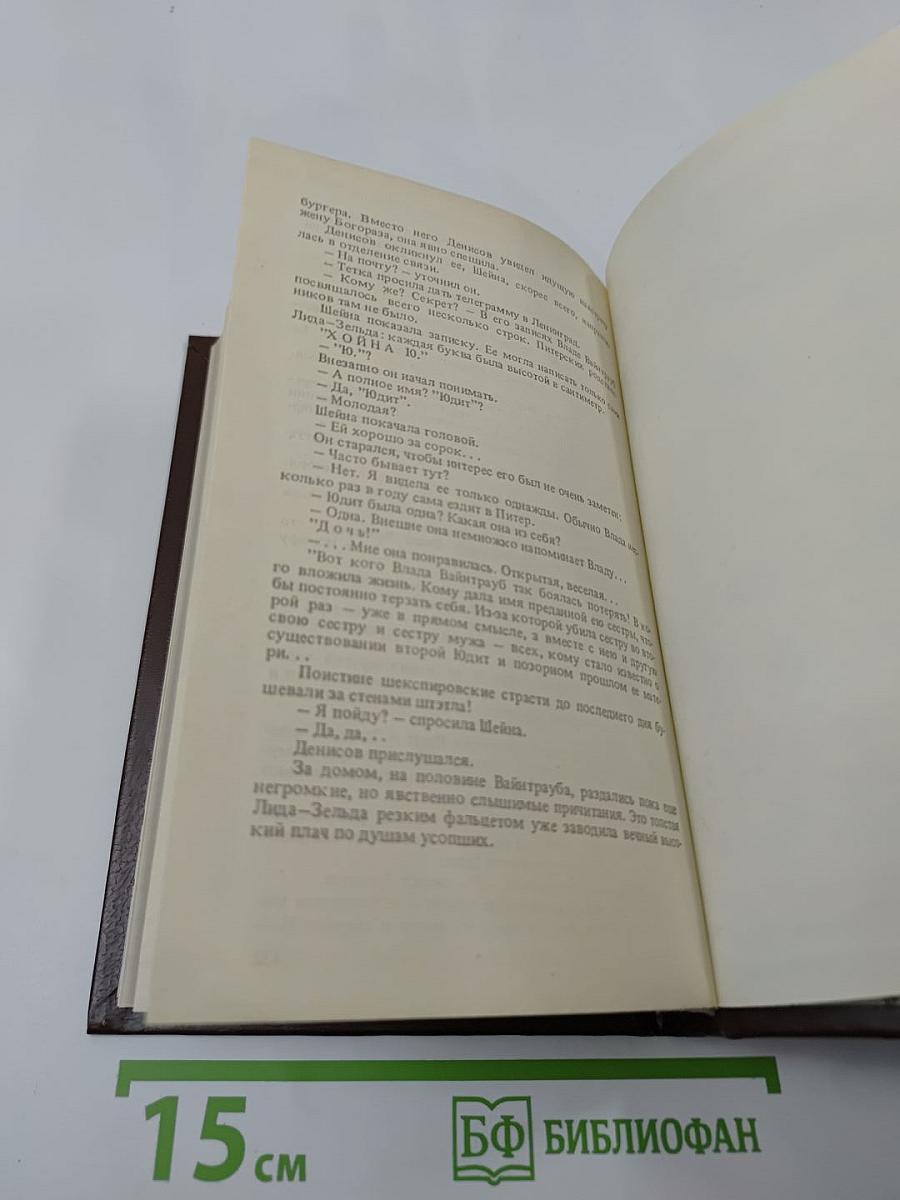 бургера. Вместо него Денисов увидел идущую навстречу
жену Богораза, она явно спешила.
Денисов окликнул ее, Шейна, скорее всего, направля-
лась в отделение связи.
— На почту? — уточнил он.
— Тетка просила дать телеграмму в Ленинград.
— Кому же? Секрет? — В его записях Владе Вайнтрауб
посвящалось всего несколько строк. Питерских родствен-
ников там не было.
Шейна показала записку. Ее могла написать только
Лида—Зельда: каждая буква была высотой в сантиметр.
"ХОЙНА Ю."
— "Ю."?
Внезапно он начал понимать.
— А полное имя? "Юдит"?
— Да, "Юдит".
— Молодая?
Шейна покачала головой.
— Ей хорошо за сорок...
Он старался, чтобы интерес его был не очень заметен:
— Часто бывает тут?
— Нет. Я видела ее только однажды. Обычно Влада нес-
колько раз в году сама ездит в Питер.
— Юдит была одна? Какая она из себя?
— Одна. Внешне она немножко напоминает Владу...
"Дочь!"
—... Мне она понравилась. Открытая, веселая...
"Вот кого Влада Вайнтрауб так боялась потерять! В ко-
го вложила жизнь. Кому дала имя преданной ею сестры, что-
бы постоянно терзать себя. Из-за которой убила сестру во вто-
рой раз — уже в прямом смысле, а вместе с нею и другую
свою сестру и сестру мужа — всех, кому стало известно о
существовании второй Юдит и позорном прошлом ее мате-
ри...
Поистине шекспировские страсти до последнего дня бу-
шевали за стенами штэтла!
— Я пойду? — спросила Шейна.
— Да, да,..
Денисов прислушался.
За домом, на половине Вайнтрауба, раздались пока еще
негромкие, но явственно слышимые причитания. Это толстая
Лида—Зельда резким фальцетом уже заводила вечный высо-
кий плач по душам усопших.
15 см
БФ БИБЛИОФАН